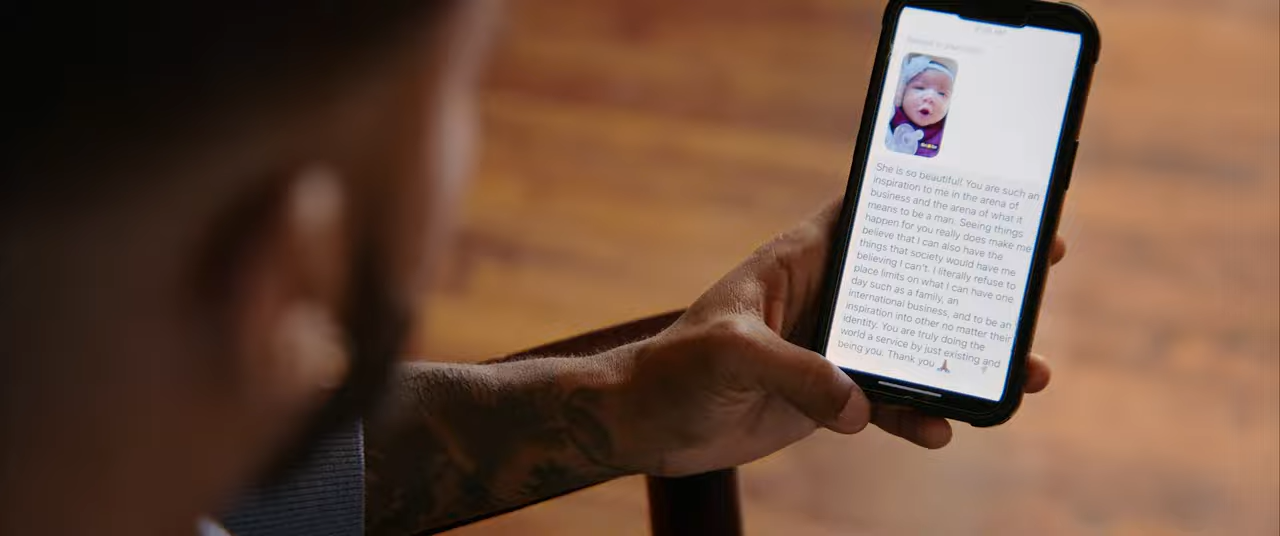 She is so beautiful! You are such an
inspiration to me in the arena of
business and the arena of what it
means to be a man. Seeing things
happen for you really does make me
believe that I can also have the
things that society would have me
believing I can't. I literally refuse to
place limits on what I can have one
day such as a family, an
international business, and to be an
inspiration into other no matter their
identity. You are truly doing the
world a service by just existing and
being you. Thank you 🙏🏾